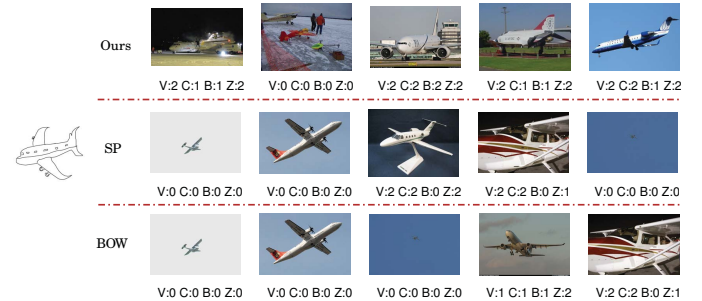 Ours
V:2 C:1 B:1 Z:2
V:0 C:0 B:0 Z:0
V:2 C:2 B:2 Z:2
V:2 C:1 B:1 Z:2
V:2 C:2 B:1 Z:2
SP
V:0 C:0 B:0 Z:0
V:0 C:0 B:0 Z:0
V:2 C:2 B:0 Z:2
V:2 C:2 B:0 Z:1
V:0 C:0 B:0 Z:0
BOW
V:0 C:0 B:0 Z:0
V:0 C:0 B:0 Z:0
V:0 C:0 B:0 Z:0
V:1 C:1 B:1 Z:2
V:2 C:2 B:0 Z:1